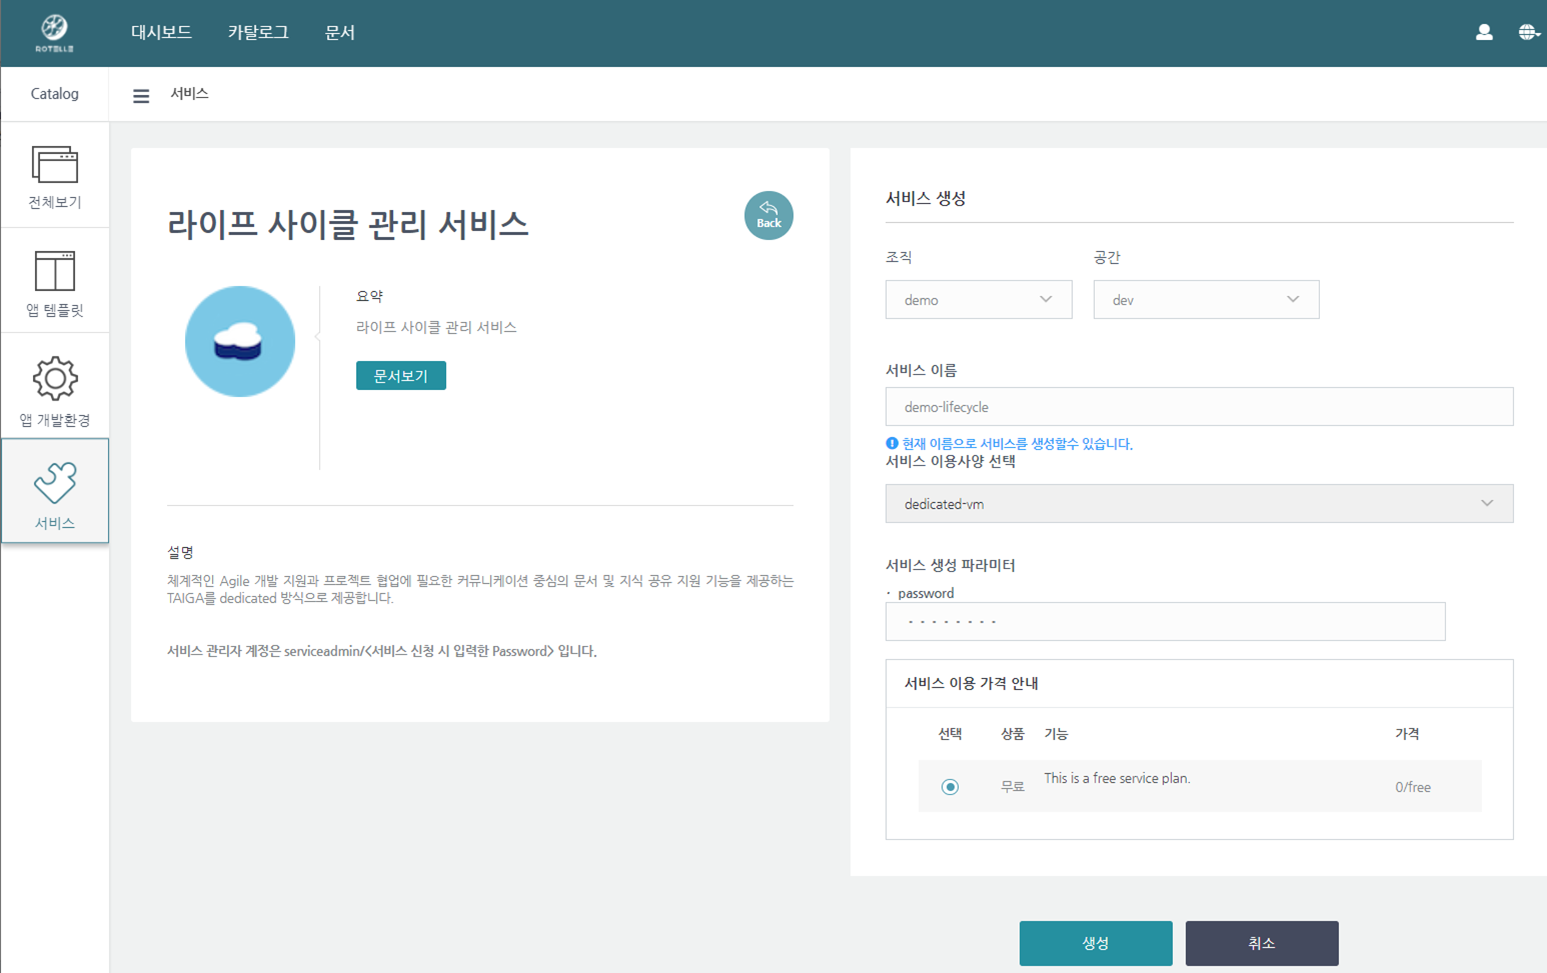 ROTELLE
대시보드
카탈로그
문서
Catalog
서비스
전체보기
앱 템플릿
앱 개발환경
서비스
라이프 사이클 관리 서비스
Back
요약
라이프 사이클 관리 서비스
문서보기
설명
체계적인 Agile 개발 지원과 프로젝트 협업에 필요한 커뮤니케이션 중심의 문서 및 지식 공유 지원 기능을 제공하는
TAIGA를 dedicated 방식으로 제공합니다.
서비스 관리자 계정은 serviceadmin/<서비스 신청 시 입력한 Password> 입니다.
서비스 생성
조직
공간
demo
dev
서비스 이름
demo-lifecycle
현재 이름으로 서비스를 생성할수 있습니다.
서비스 이용사양 선택
dedicated-vm
서비스 생성 파라미터
· password
서비스 이용 가격 안내
선택 상품 기능 가격
무료 This is a free service plan. 0/free
생성
취소